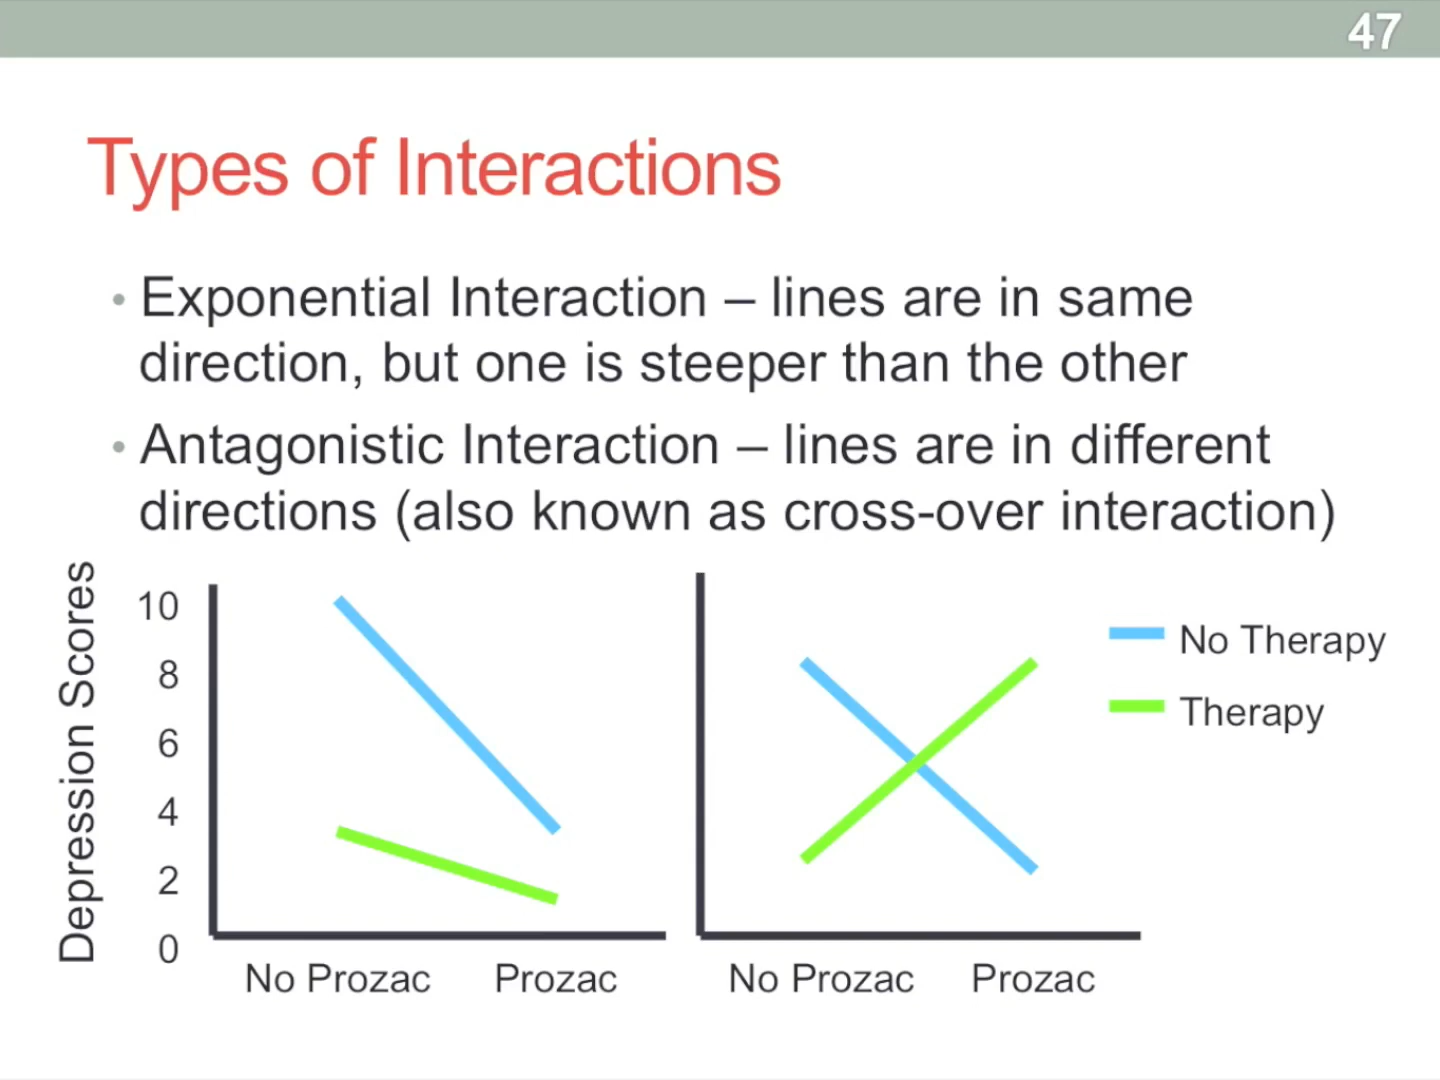 47
Types of Interactions
• Exponential Interaction – lines are in same
direction, but one is steeper than the other
• Antagonistic Interaction – lines are in different
directions (also known as cross-over interaction)
Depression Scores
10
8
6
4
2
0
No Prozac Prozac
No Prozac Prozac
No Therapy
Therapy